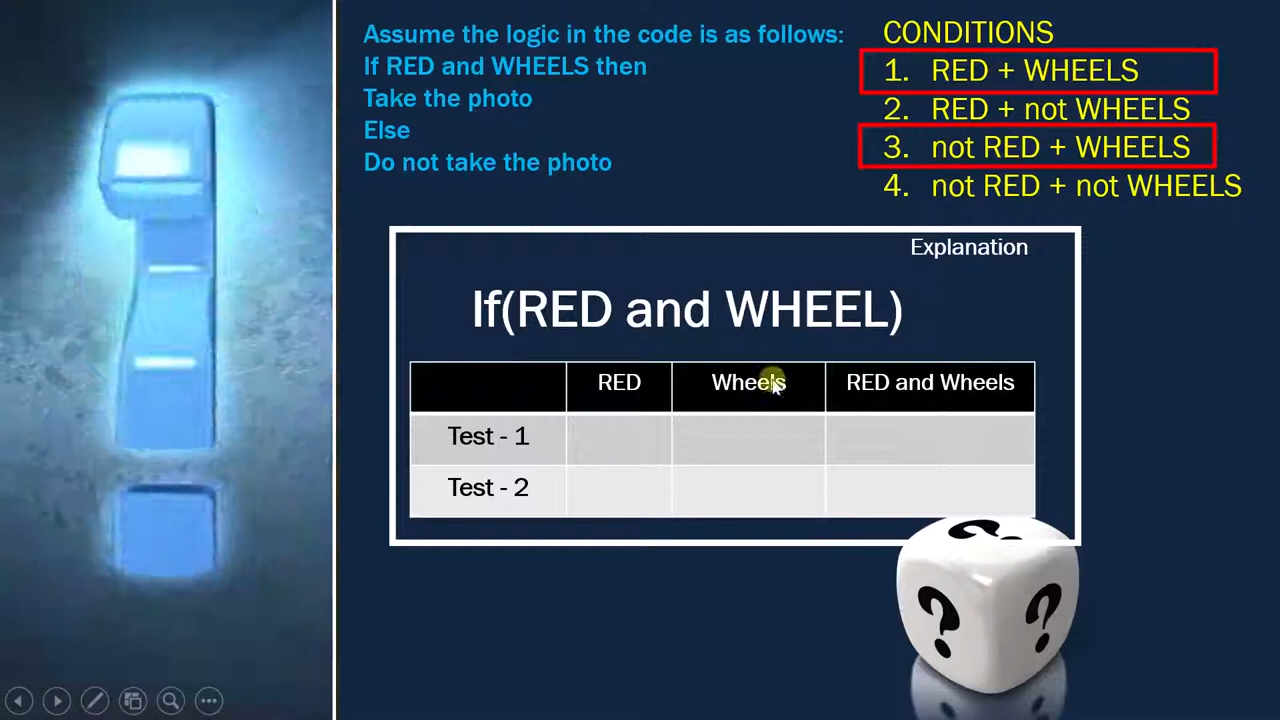 Assume the logic in the code is as follows:
If RED and WHEELS then
Take the photo
Else
Do not take the photo
CONDITIONS
1. RED + WHEELS
2. RED + not WHEELS
3. not RED + WHEELS
4. not RED + not WHEELS
Explanation
If(RED and WHEEL)
RED Wheels RED and Wheels
Test - 1
Test - 2
? ? ?